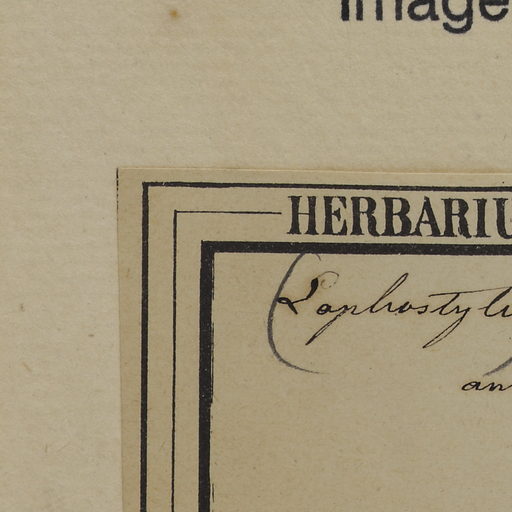 Image
HERBARIU
(Lophostyli
an